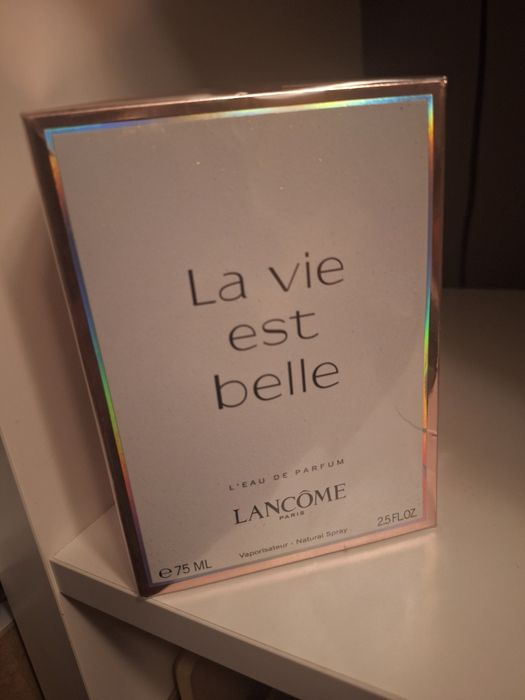 La vie
est
belle
L'EAU DE PARFUM
LANCÔME
PARIS
Vaporisateur - Natural Spray
℮ 75 ML
2.5 FL.OZ